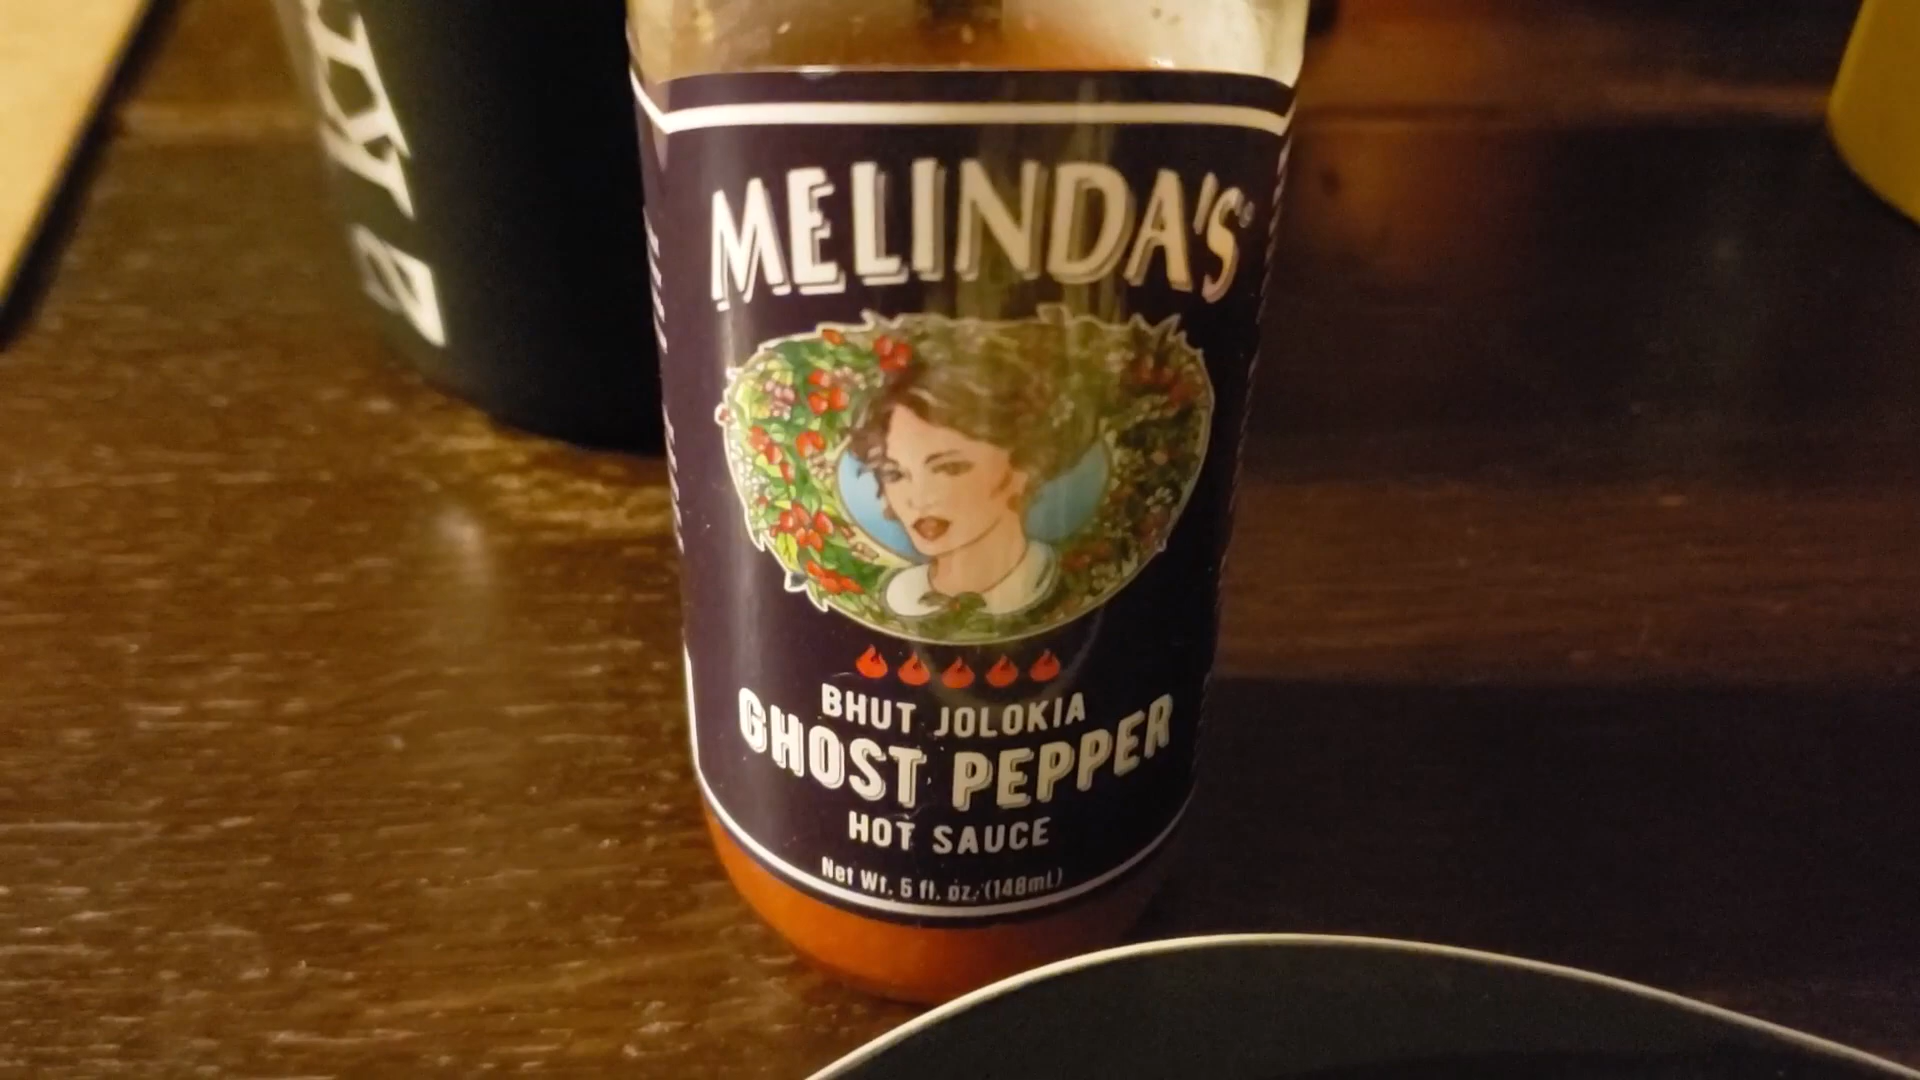 MELINDA'S®
BHUT JOLOKIA
GHOST PEPPER
HOT SAUCE
Net Wt. 5 fl. oz. (148mL)